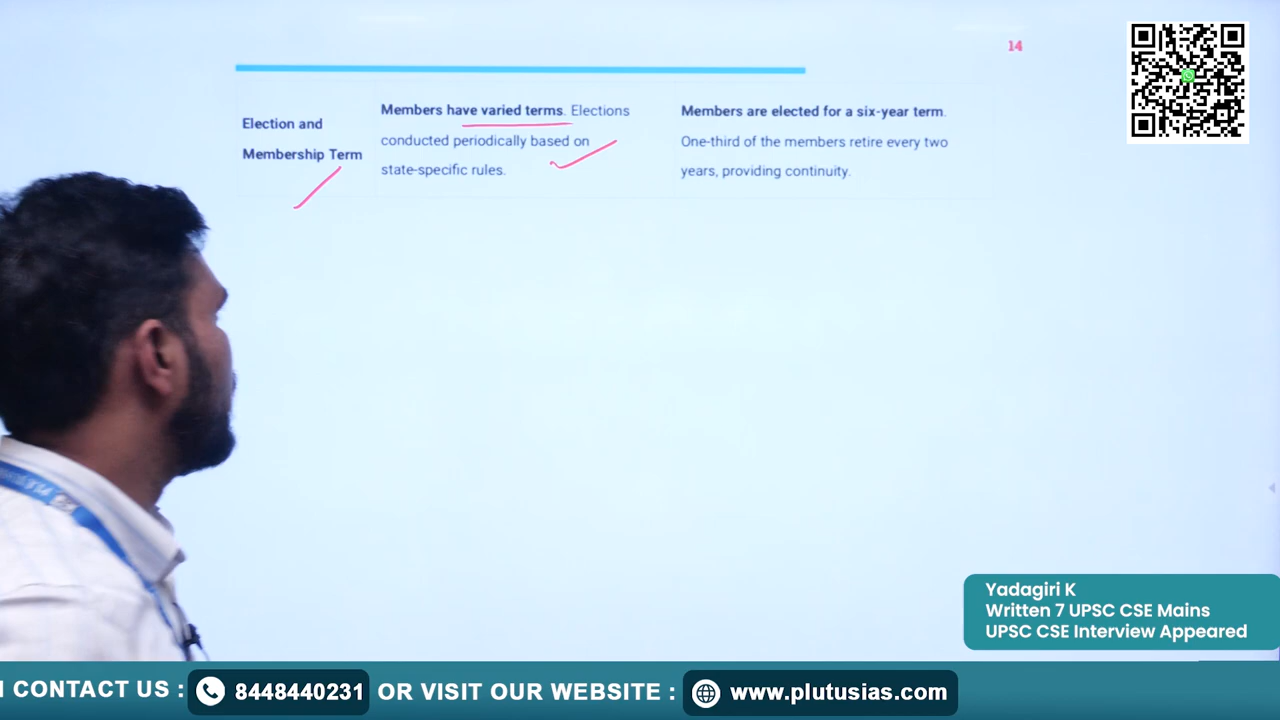 14
Election and
Membership Term
Members have varied terms. Elections
conducted periodically based on
state-specific rules.
Members are elected for a six-year term.
One-third of the members retire every two
years, providing continuity.
Yadagiri K
Written 7 UPSC CSE Mains
UPSC CSE Interview Appeared
CONTACT US : 8448440231 OR VISIT OUR WEBSITE : www.plutusias.com